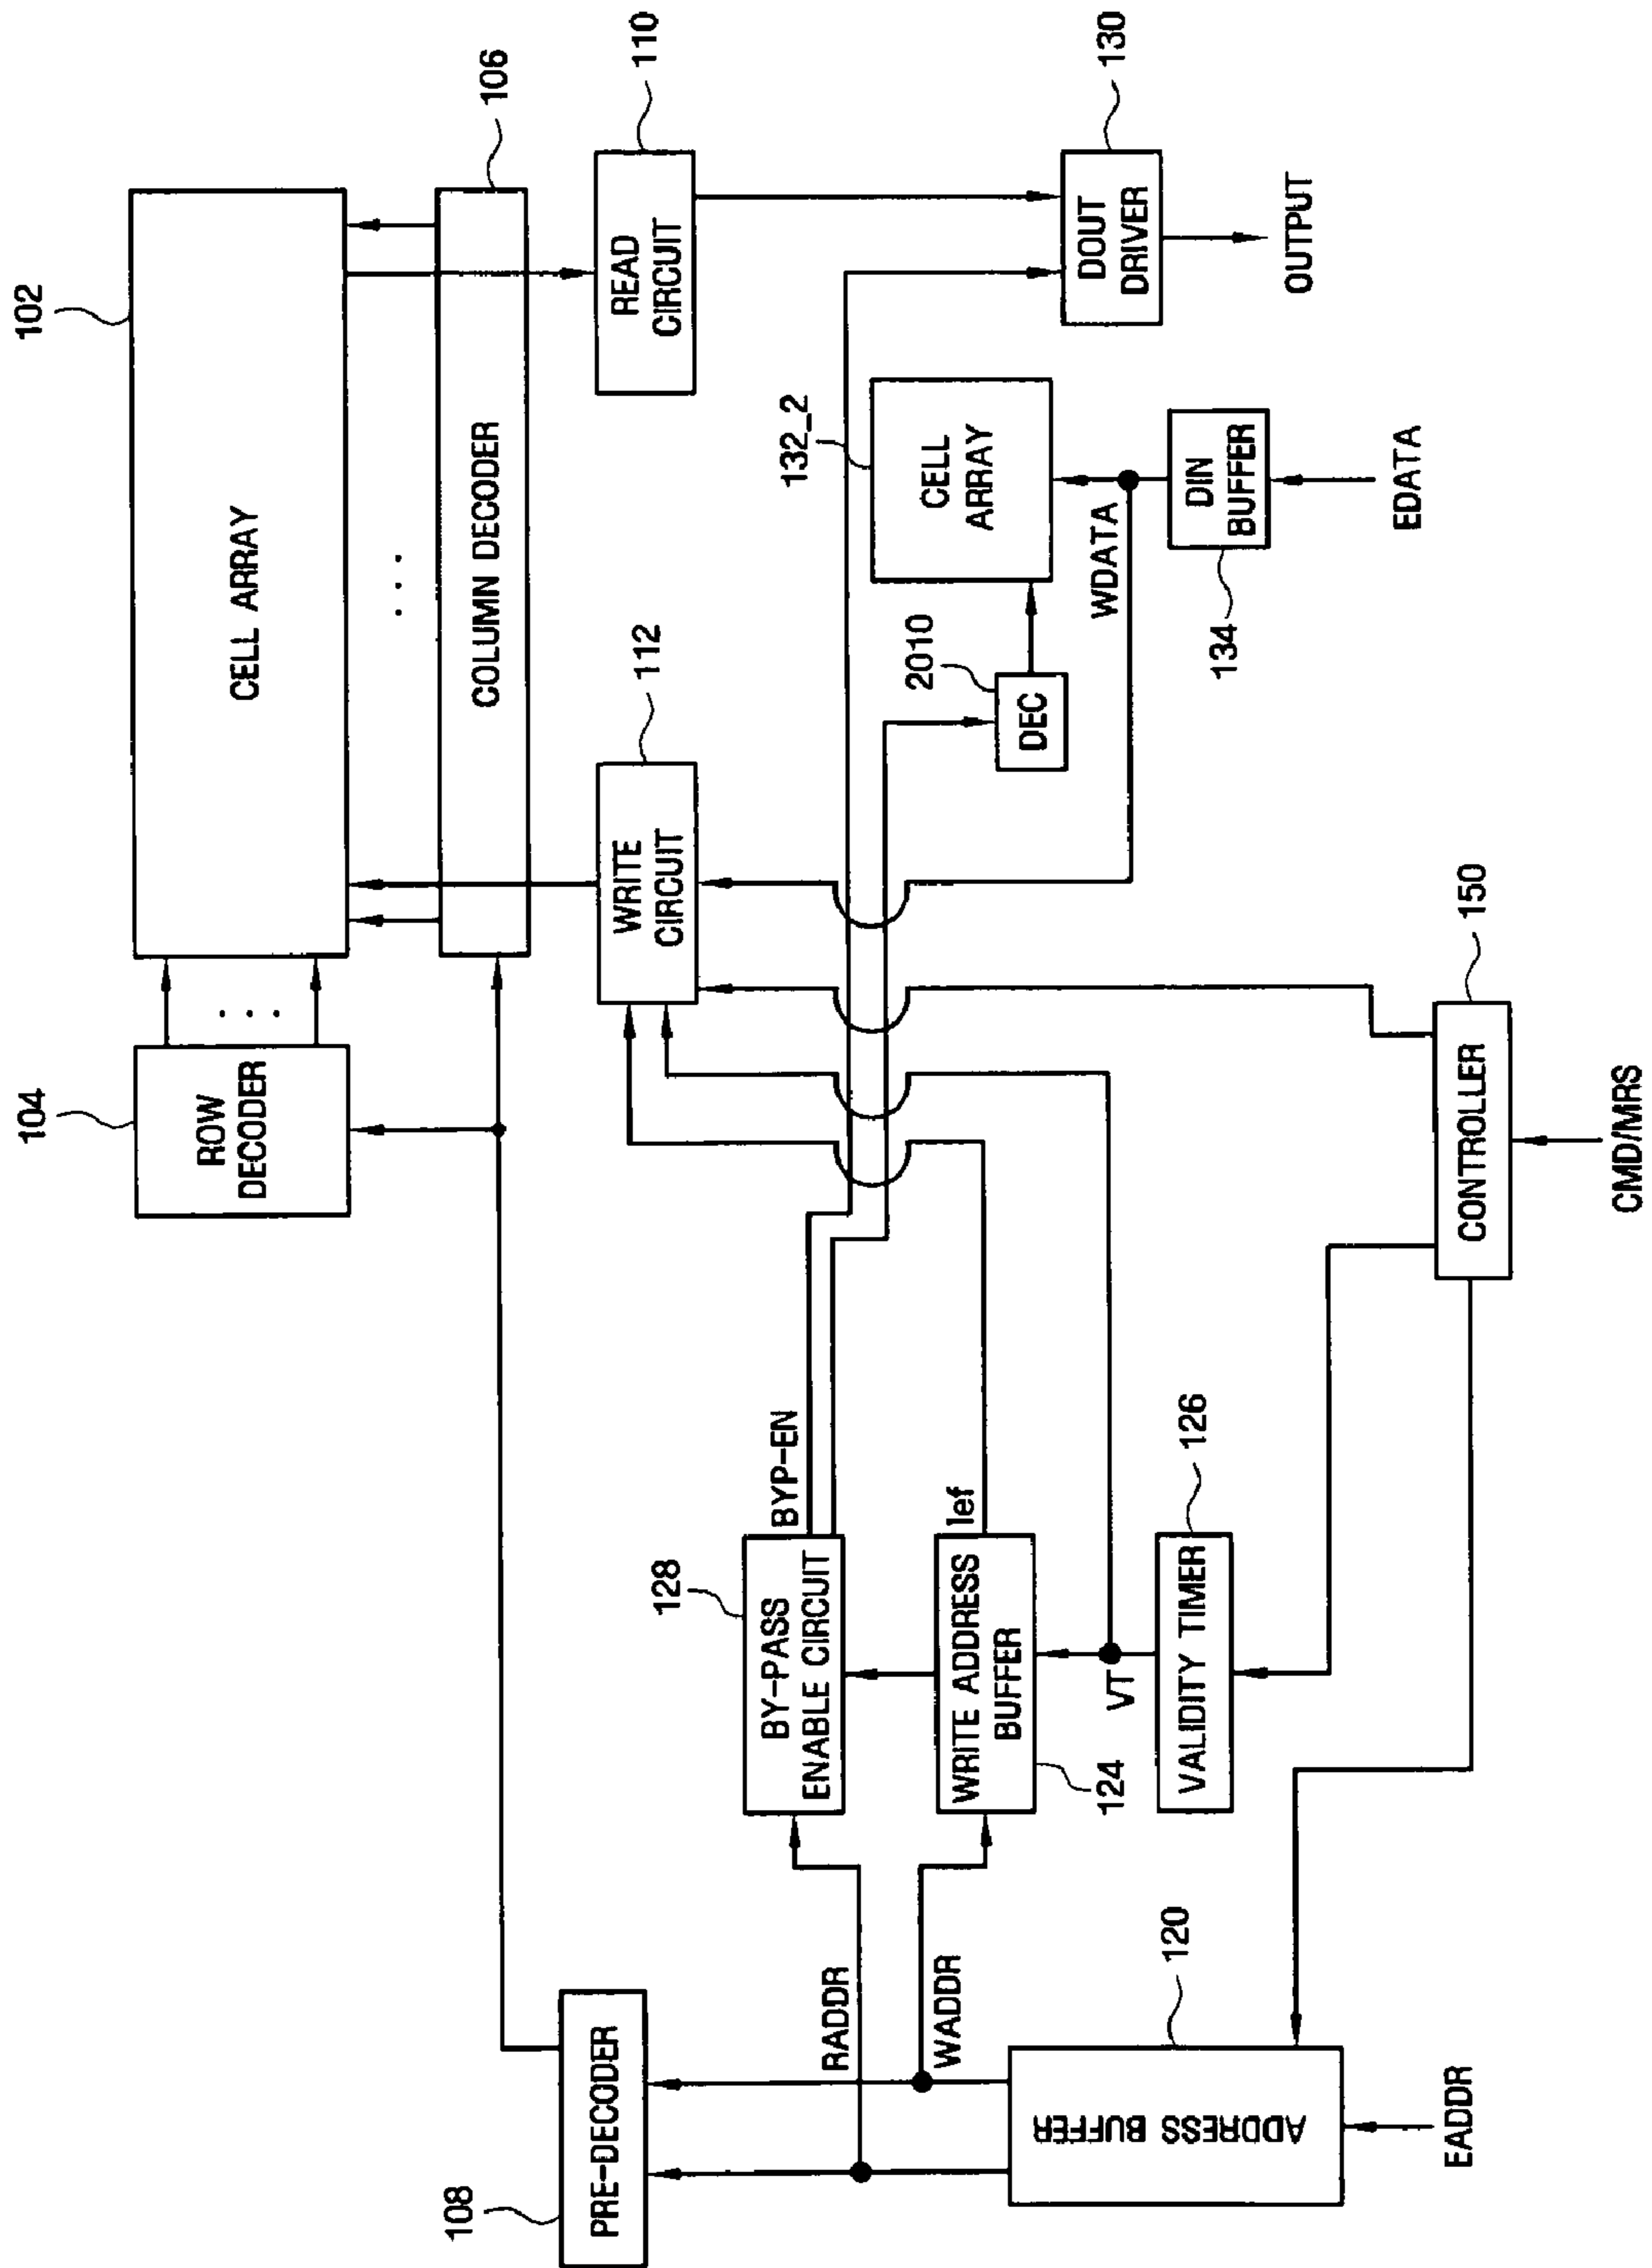 102
CELL ARRAY
104
ROW
DECODER
. . .
. . .
COLUMN DECODER
106
108
PRE-DECODER
WRITE
CIRCUIT
112
READ
CIRCUIT
110
RADDR
WADDR
128
BY-PASS
ENABLE CIRCUIT
BYP-EN
WRITE ADDRESS
BUFFER
124
lef
VT
VALIDITY TIMER
126
2010
DEC
132_2
CELL
ARRAY
WDATA
DIN
BUFFER
134
EDATA
DOUT
DRIVER
130
OUTPUT
120
ADDRESS BUFFER
EADDR
CONTROLLER
150
CMD/MRS